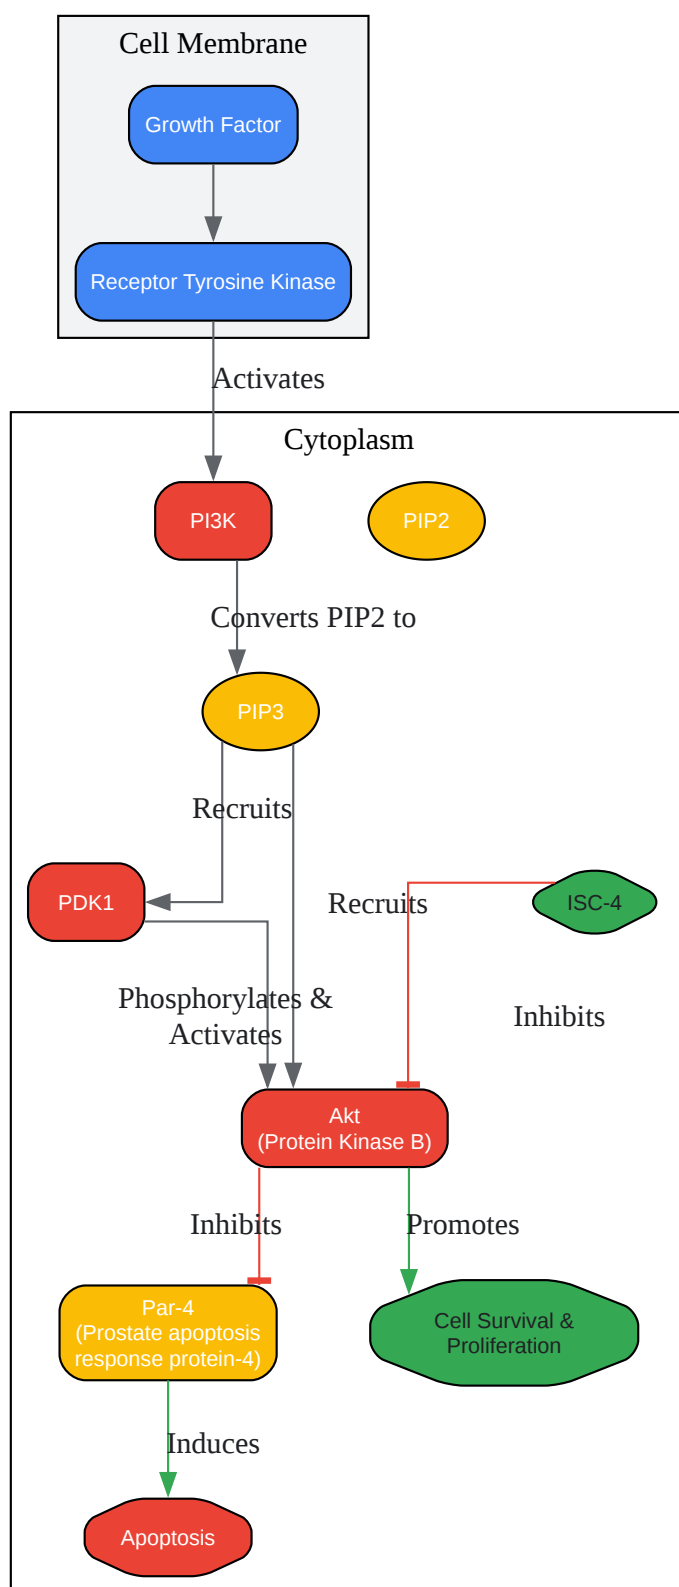 Cell Membrane
Growth Factor
Receptor Tyrosine Kinase
Activates
Cytoplasm
PI3K
PIP2
Converts PIP2 to
PIP3
Recruits
PDK1
Recruits
ISC-4
Phosphorylates &
Activates
Inhibits
Akt
(Protein Kinase B)
Inhibits
Promotes
Par-4
(Prostate apoptosis
response protein-4)
Cell Survival &
Proliferation
Induces
Apoptosis